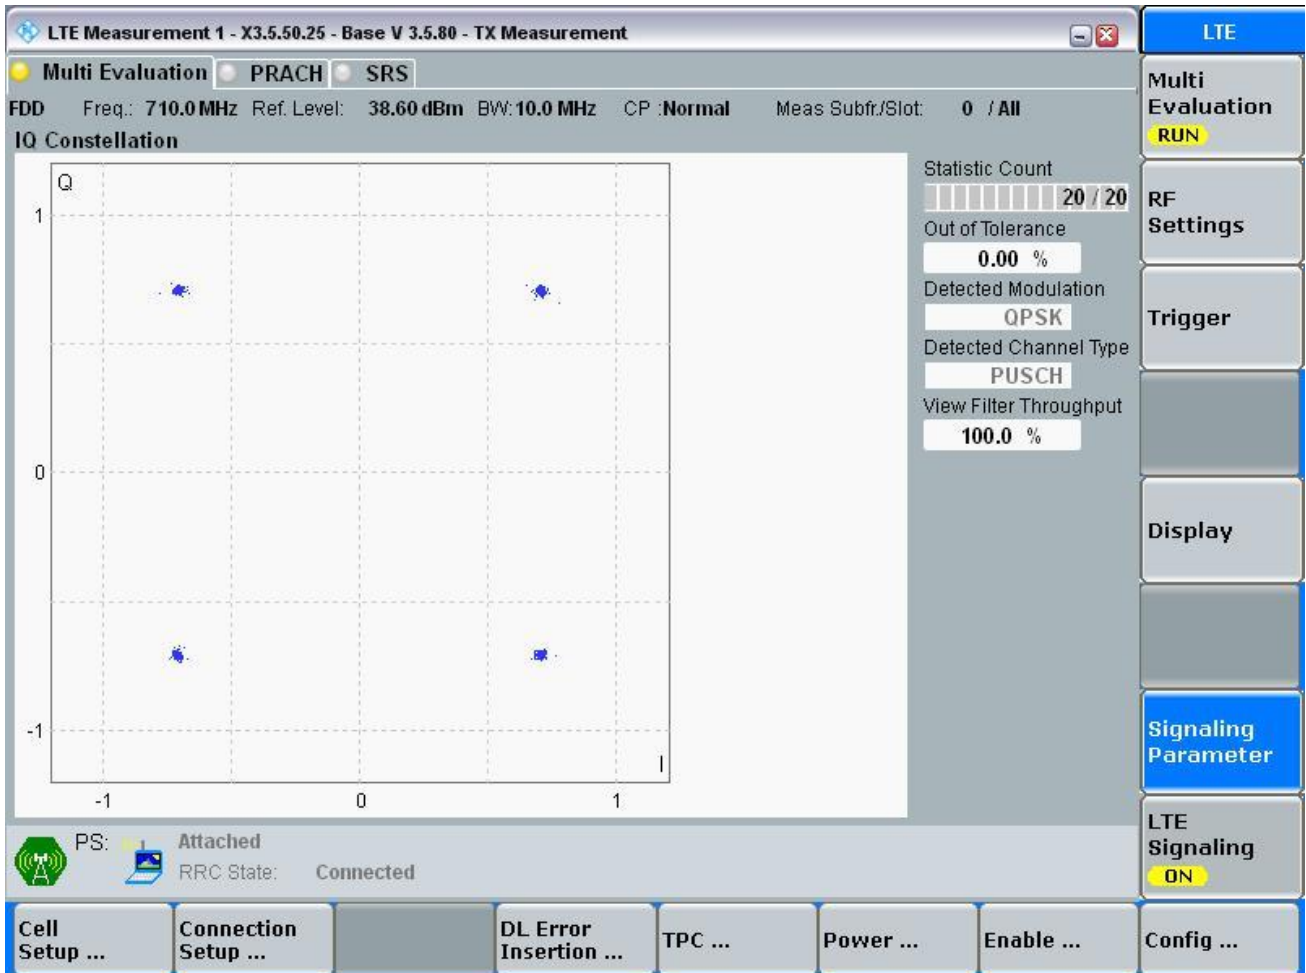 LTE Measurement 1 - X3.5.50.25 - Base V 3.5.80 - TX Measurement
LTE
Multi Evaluation PRACH SRS
FDD Freq.: 710.0 MHz Ref. Level: 38.60 dBm BW: 10.0 MHz CP :Normal Meas Subfr./Slot: 0 / All
IQ Constellation
Q
1
0
-1
I
-1 0 1
Statistic Count
20 / 20
Out of Tolerance
0.00 %
Detected Modulation
QPSK
Detected Channel Type
PUSCH
View Filter Throughput
100.0 %
Multi
Evaluation
RUN
RF
Settings
Trigger
Display
Signaling
Parameter
LTE
Signaling
ON
PS: Attached
RRC State: Connected
Cell
Setup ...
Connection
Setup ...
DL Error
Insertion ...
TPC ...
Power ...
Enable ...
Config ...